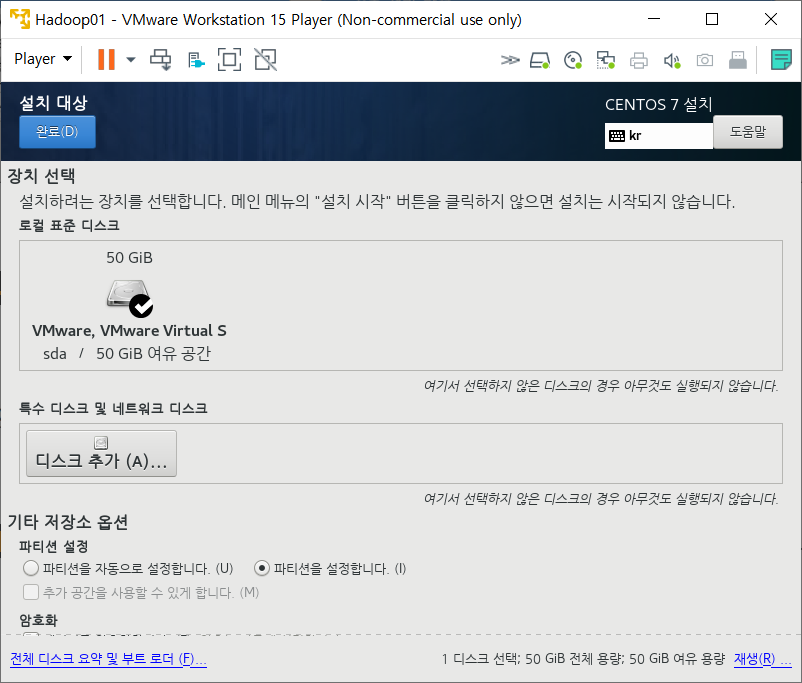 Hadoop01 - VMware Workstation 15 Player (Non-commercial use only)
Player
설치 대상
CENTOS 7 설치
완료(D)
kr
도움말
장치 선택
설치하려는 장치를 선택합니다. 메인 메뉴의 "설치 시작" 버튼을 클릭하지 않으면 설치는 시작되지 않습니다.
로컬 표준 디스크
50 GiB
VMware, VMware Virtual S
sda / 50 GiB 여유 공간
여기서 선택하지 않은 디스크의 경우 아무것도 실행되지 않습니다.
특수 디스크 및 네트워크 디스크
디스크 추가 (A)...
여기서 선택하지 않은 디스크의 경우 아무것도 실행되지 않습니다.
기타 저장소 옵션
파티션 설정
파티션을 자동으로 설정합니다. (U) 파티션을 설정합니다. (I)
추가 공간을 사용할 수 있게 합니다. (M)
암호화
전체 디스크 요약 및 부트 로더 (F)... 1 디스크 선택; 50 GiB 전체 용량; 50 GiB 여유 용량 재생(R) ...